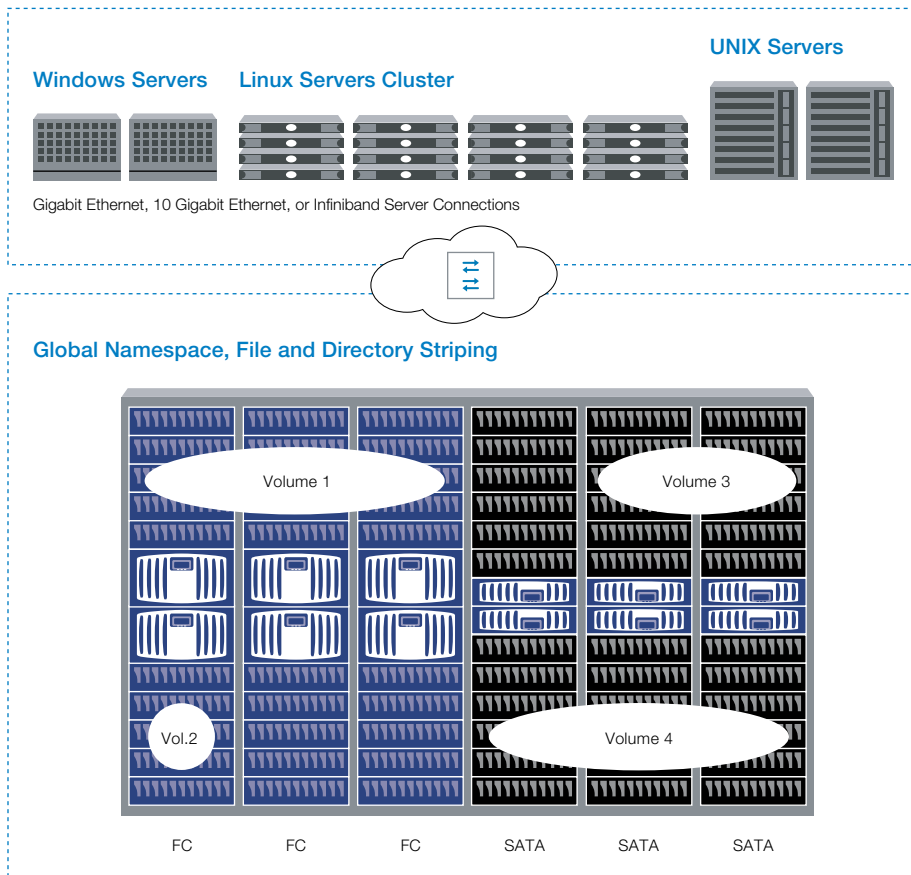 UNIX Servers
Windows Servers
Linux Servers Cluster
Gigabit Ethernet, 10 Gigabit Ethernet, or Infiniband Server Connections
Global Namespace, File and Directory Striping
Volume 1
Volume 3
Vol.2
Volume 4
FC
FC
FC
SATA
SATA
SATA